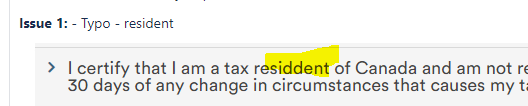 Issue 1: - Typo - resident
> I certify that I am a tax residdent of Canada and am not re
30 days of any change in circumstances that causes my t